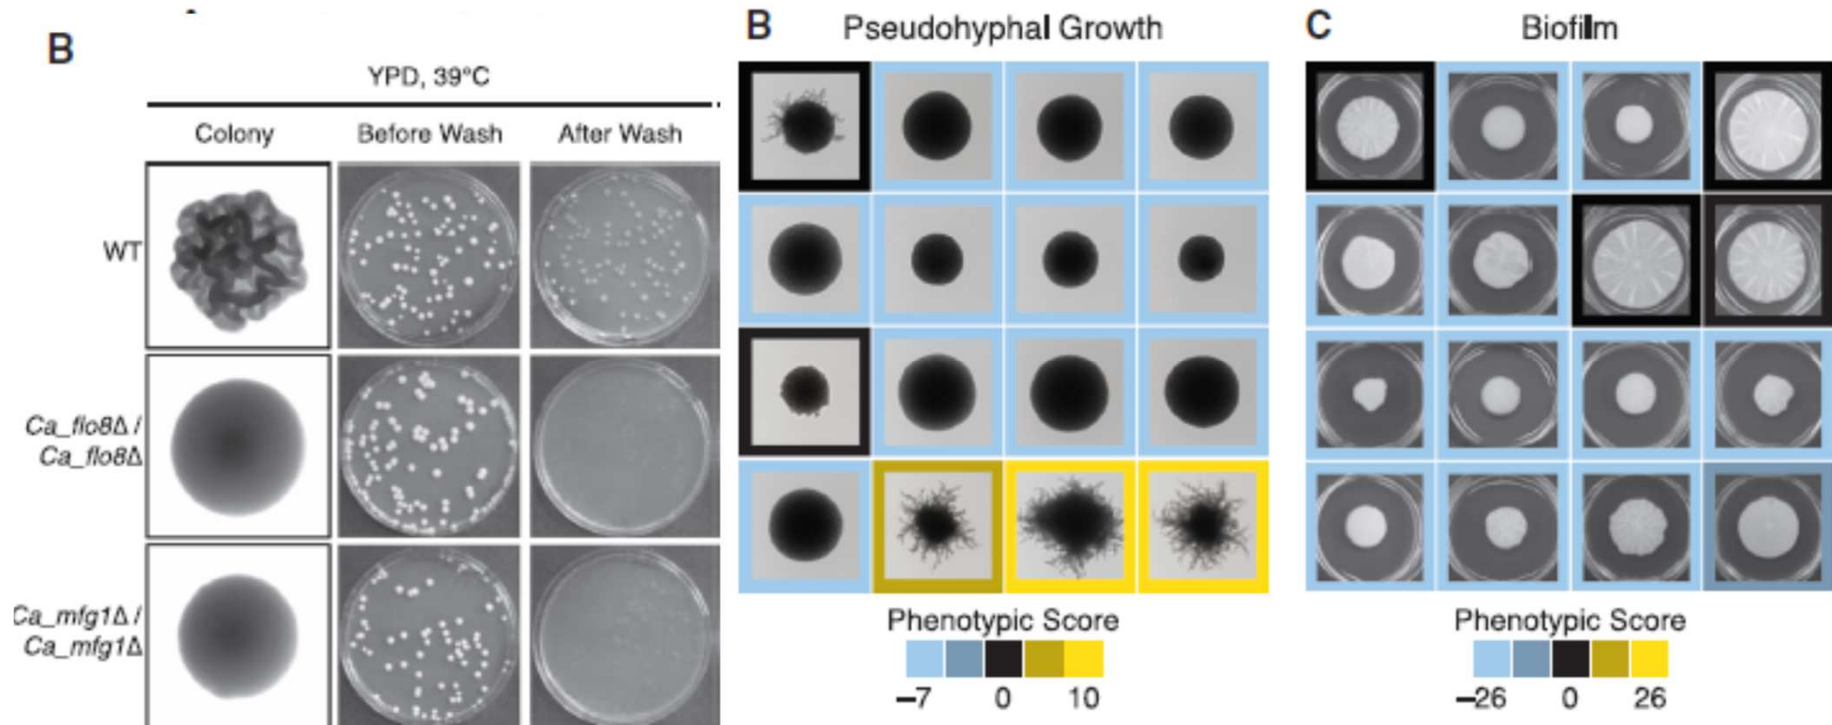 B
YPD, 39°C
Colony
Before Wash
After Wash
WT
Ca_flo8Δ /
Ca_flo8Δ
Ca_mfg1Δ /
Ca_mfg1Δ
B
Pseudohyphal Growth
Phenotypic Score
–7
0
10
C
Biofilm
Phenotypic Score
–26
0
26